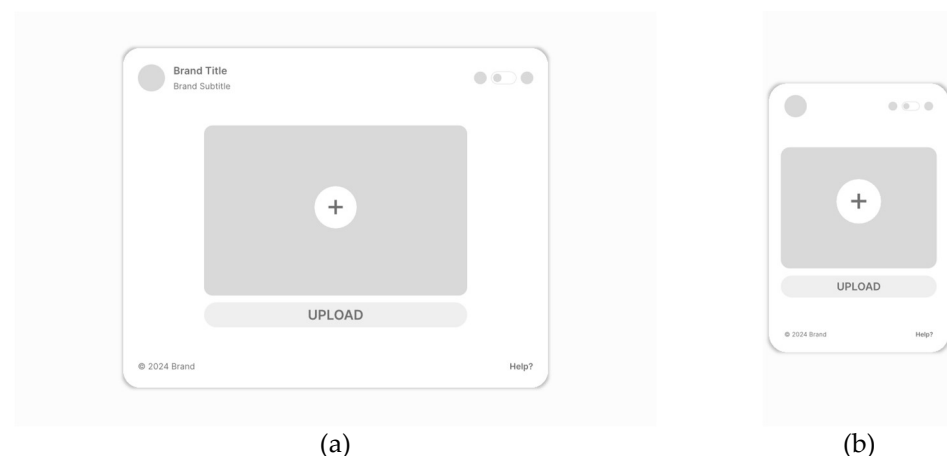 Brand Title
Brand Subtitle
+
UPLOAD
© 2024 Brand
Help?
(a)
+
UPLOAD
© 2024 Brand
Help?
(b)